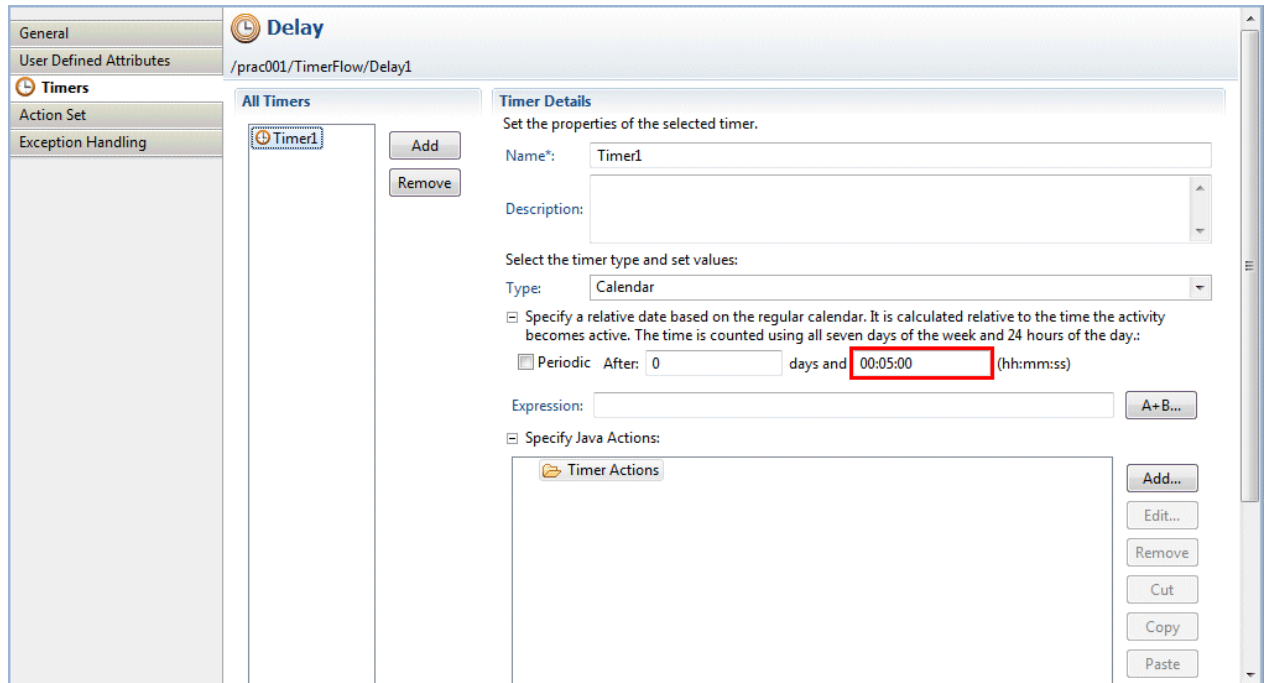 General
User Defined Attributes
Timers
Action Set
Exception Handling
Delay
/prac001/TimerFlow/Delay1
All Timers
Timer1
Add
Remove
Timer Details
Set the properties of the selected timer.
Name*: Timer1
Description:
Select the timer type and set values:
Type: Calendar
Specify a relative date based on the regular calendar. It is calculated relative to the time the activity
becomes active. The time is counted using all seven days of the week and 24 hours of the day.:
Periodic After: 0 days and 00:05:00 (hh:mm:ss)
Expression: A+B...
Specify Java Actions:
Timer Actions
Add...
Edit...
Remove
Cut
Copy
Paste